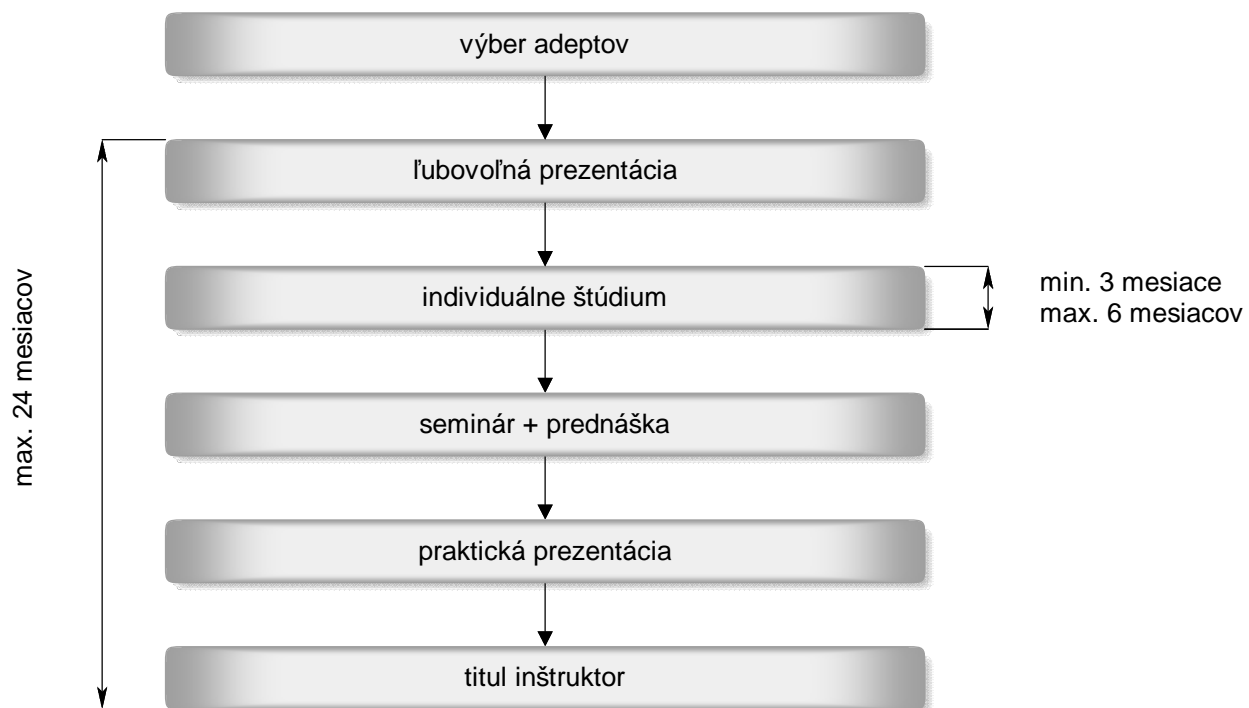 výber adeptov
ľubovoľná prezentácia
max. 24 mesiacov
individuálne štúdium
min. 3 mesiace
max. 6 mesiacov
seminár + prednáška
praktická prezentácia
titul inštruktor